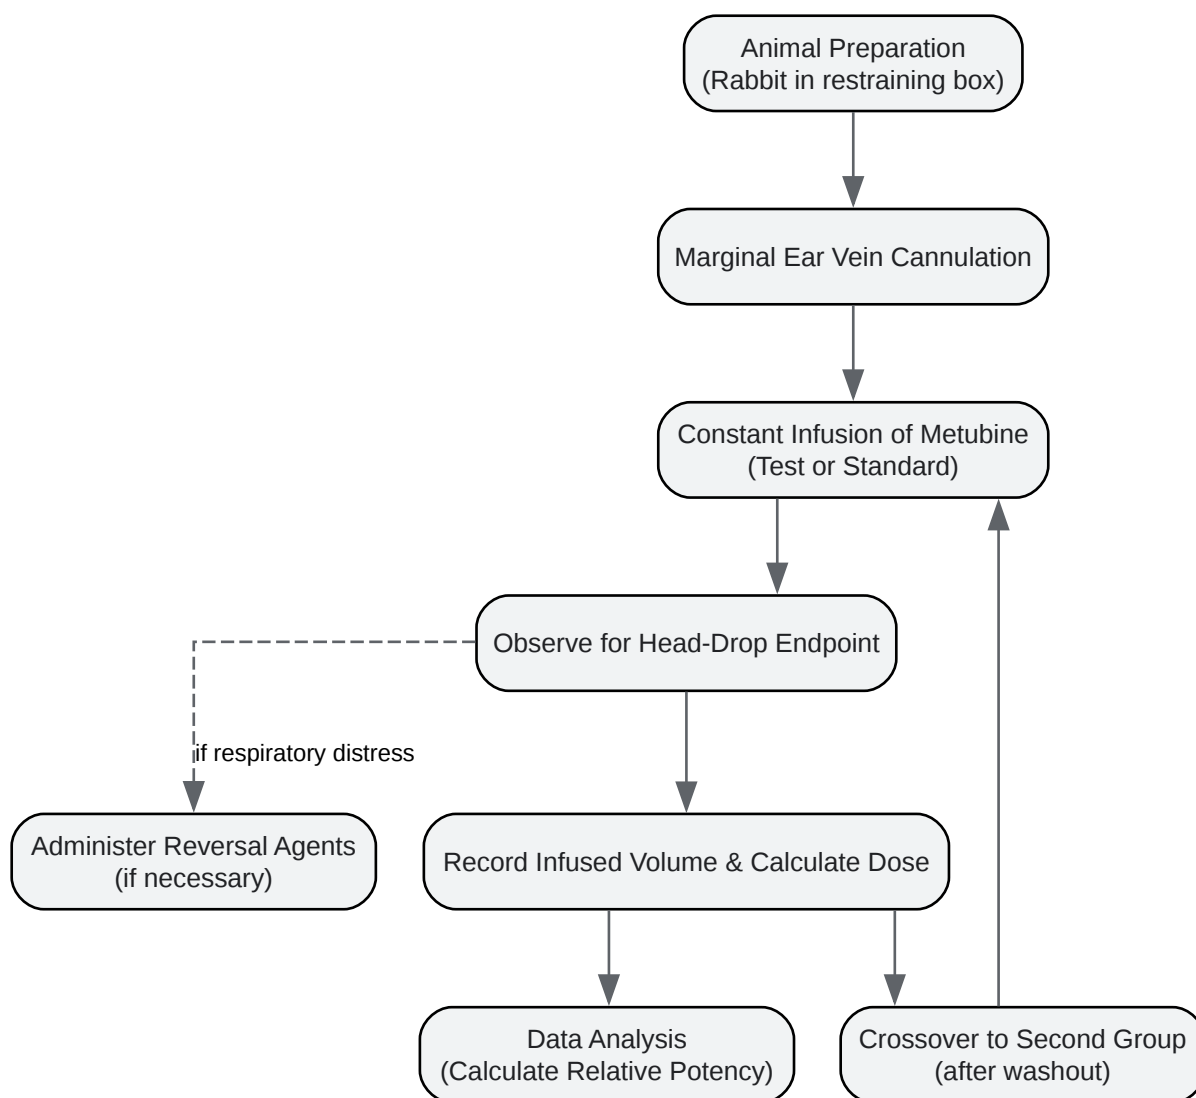 Animal Preparation
(Rabbit in restraining box)
Marginal Ear Vein Cannulation
Constant Infusion of Metubine
(Test or Standard)
Observe for Head-Drop Endpoint
if respiratory distress
Administer Reversal Agents
(if necessary)
Record Infused Volume & Calculate Dose
Data Analysis
(Calculate Relative Potency)
Crossover to Second Group
(after washout)